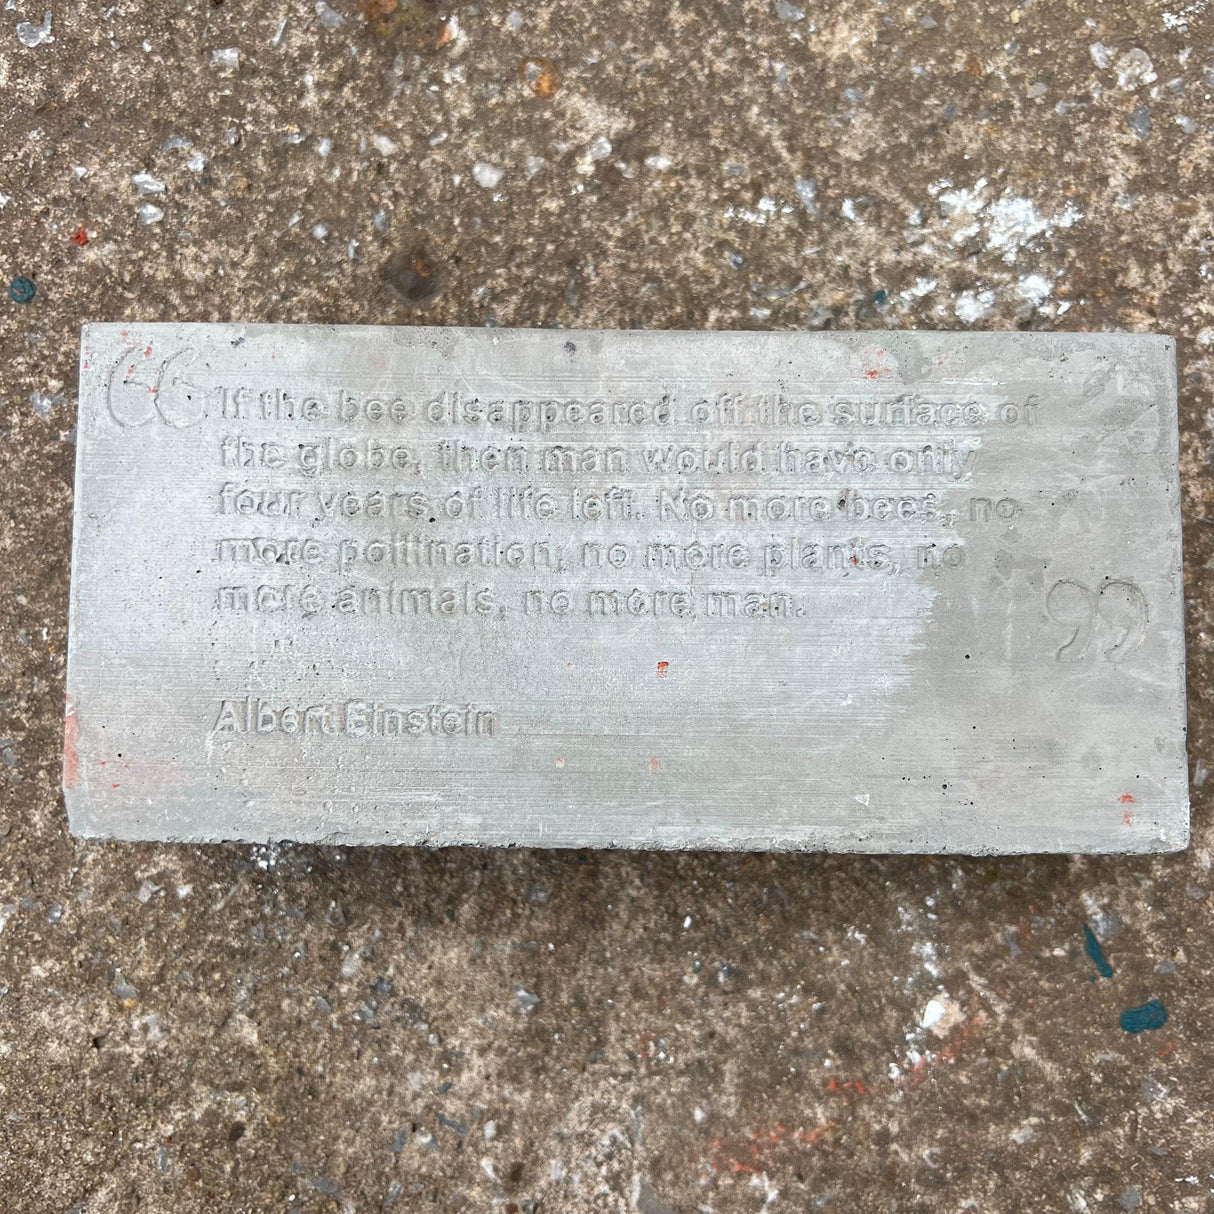 “ If the bee disappeared off the surface of
the globe, then man would have only
four years of life left. No more bees, no
more pollination, no more plants, no
more animals, no more man. ”
Albert Einstein